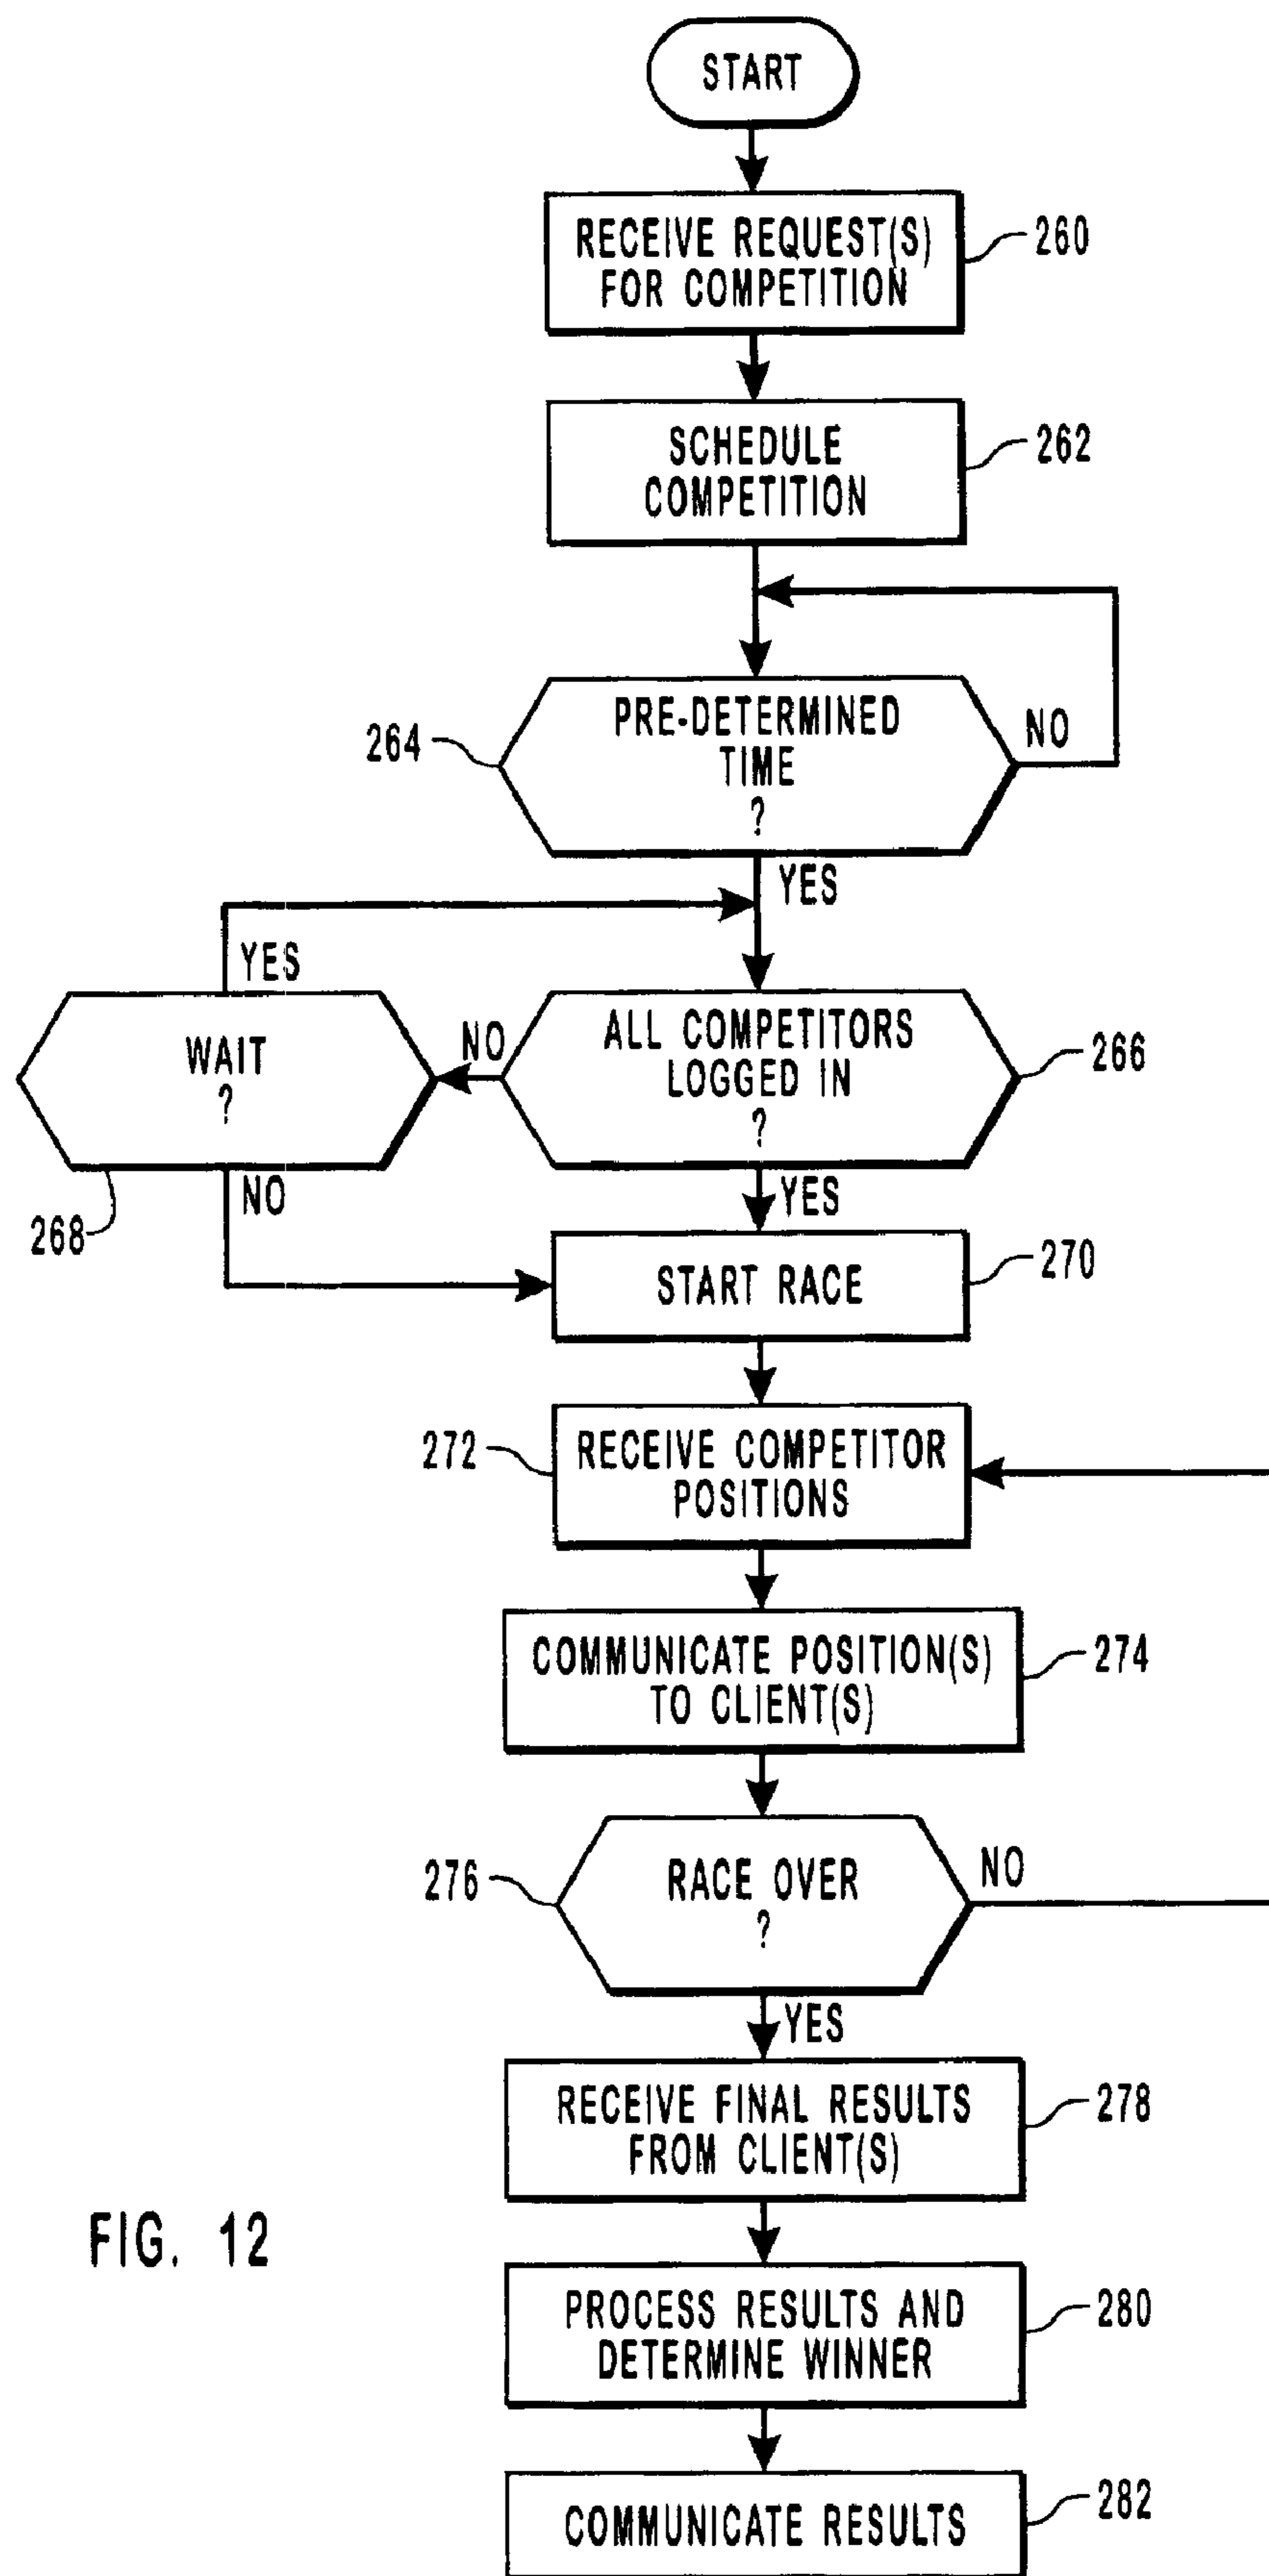 START
RECEIVE REQUEST(S)
FOR COMPETITION
260
SCHEDULE
COMPETITION
262
PRE-DETERMINED
TIME
?
264
NO
YES
YES
WAIT
?
NO
ALL COMPETITORS
LOGGED IN
?
266
268
NO
YES
START RACE
270
RECEIVE COMPETITOR
POSITIONS
272
COMMUNICATE POSITION(S)
TO CLIENT(S)
274
RACE OVER
?
276
NO
YES
RECEIVE FINAL RESULTS
FROM CLIENT(S)
278
FIG. 12
PROCESS RESULTS AND
DETERMINE WINNER
280
COMMUNICATE RESULTS
282